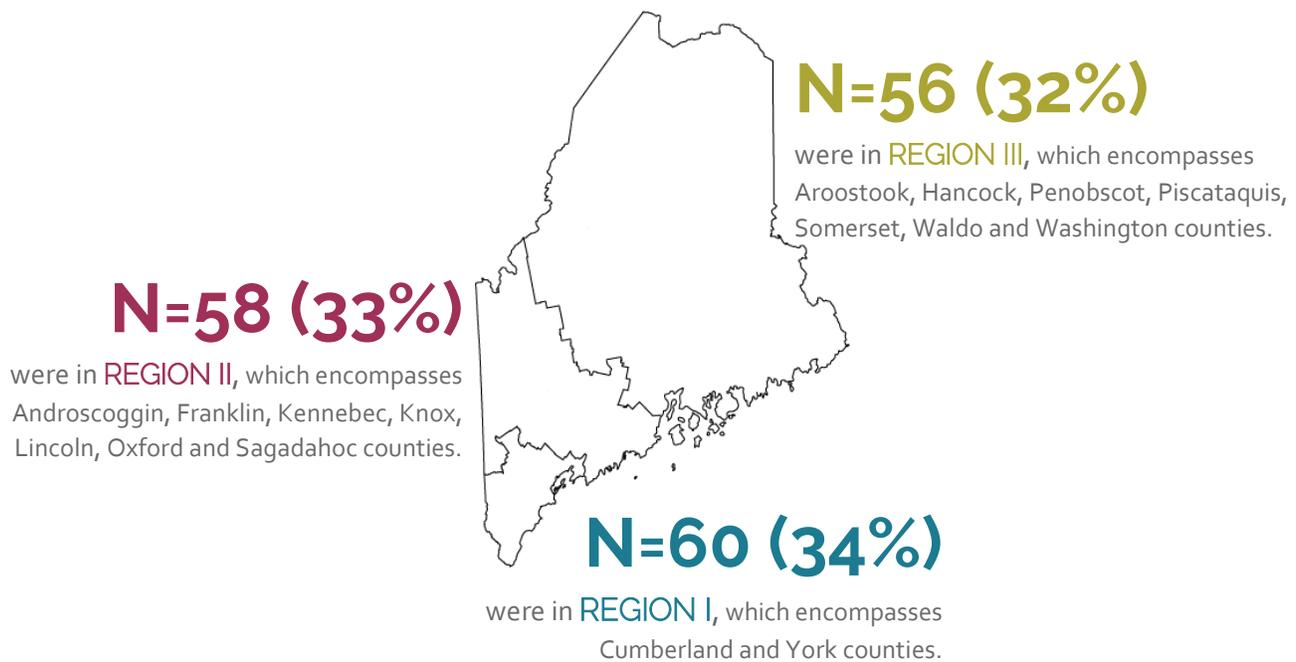 N=56 (32%)
were in REGION III, which encompasses
Aroostook, Hancock, Penobscot, Piscataquis,
Somerset, Waldo and Washington counties.
N=58 (33%)
were in REGION II, which encompasses
Androscoggin, Franklin, Kennebec, Knox,
Lincoln, Oxford and Sagadahoc counties.
N=60 (34%)
were in REGION I, which encompasses
Cumberland and York counties.